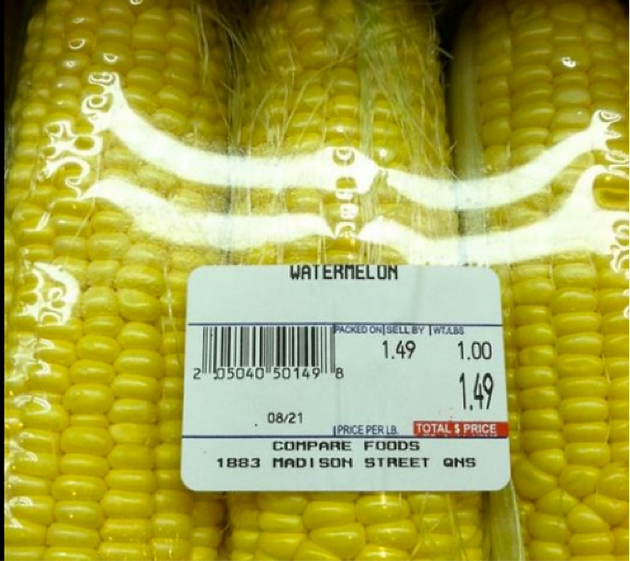 WATERMELON
PACKED ON SELL BY WT/LBS
1.49 1.00
2 05040 50149 8
1.49
08/21
PRICE PER LB. TOTAL $ PRICE
COMPARE FOODS
1883 MADISON STREET QNS